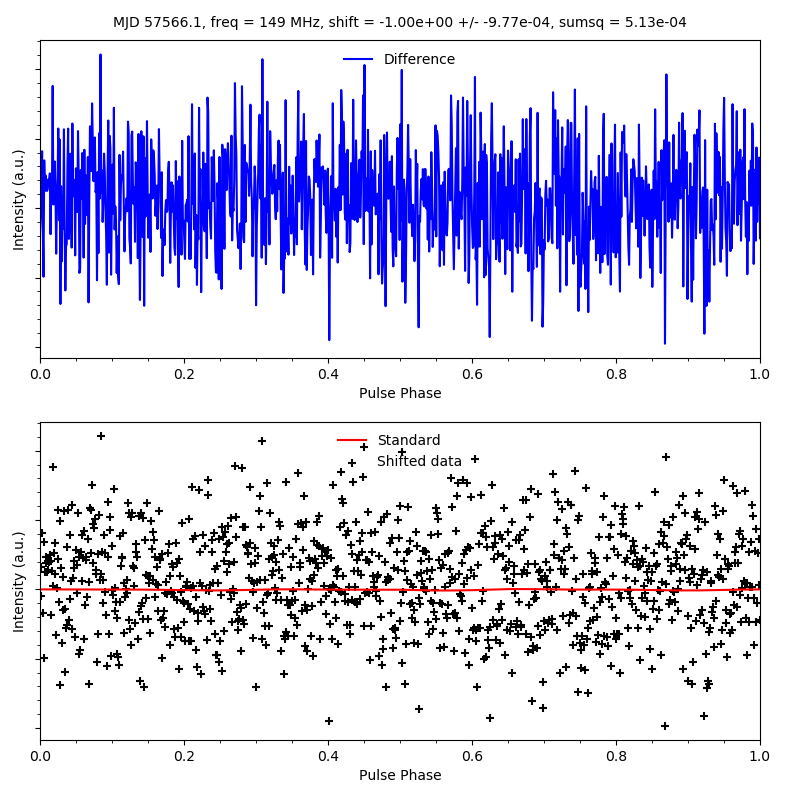 MJD 57566.1, freq = 149 MHz, shift = -1.00e+00 +/- -9.77e-04, sumsq = 5.13e-04
Difference
Intensity (a.u.)
0.0 0.2 0.4 0.6 0.8 1.0
Pulse Phase
Standard
Shifted data
Intensity (a.u.)
0.0 0.2 0.4 0.6 0.8 1.0
Pulse Phase